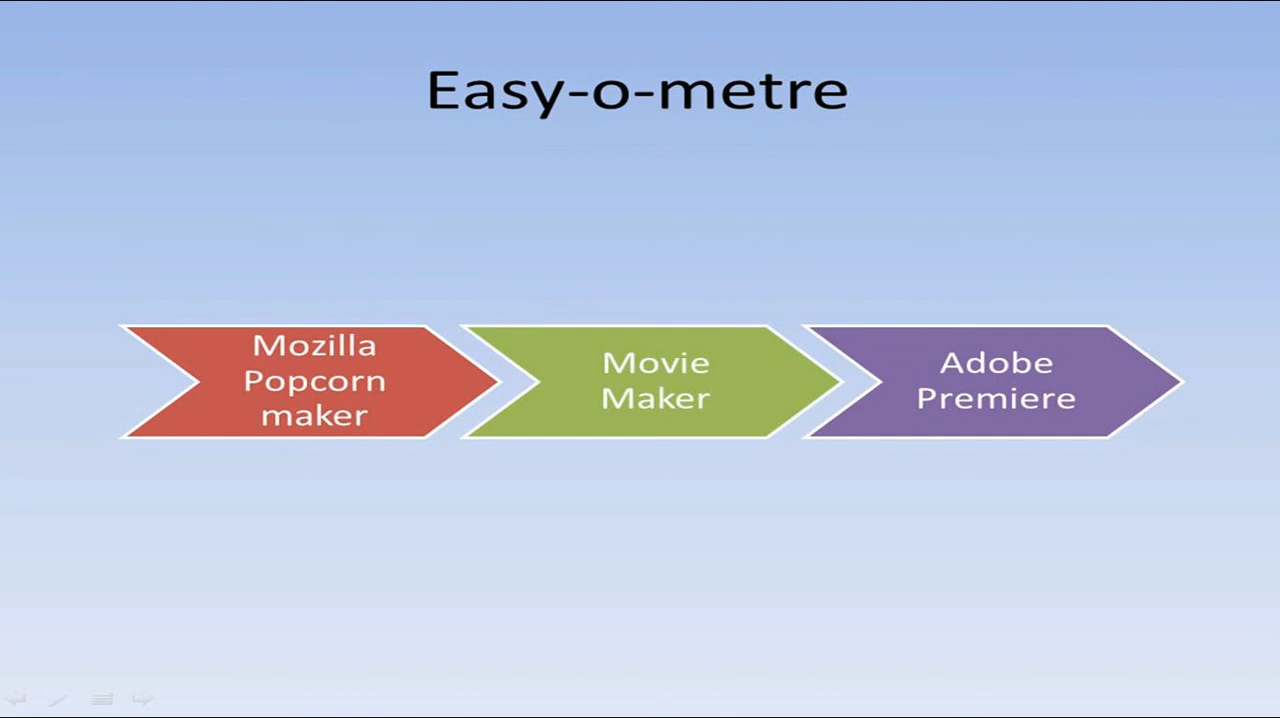 Easy-o-metre
Mozilla
Popcorn
maker
Movie
Maker
Adobe
Premiere